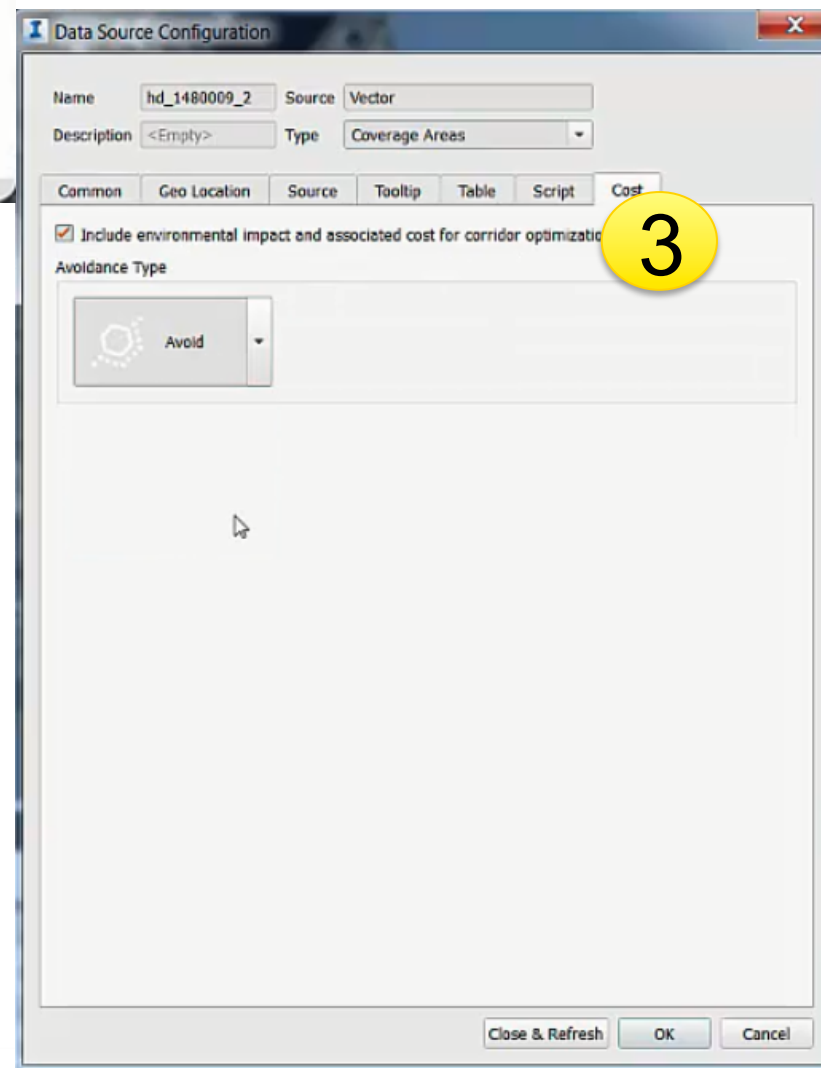 I Data Source Configuration
Name hd_1480009_2 Source Vector
Description <Empty> Type Coverage Areas
Common Geo Location Source Tooltip Table Script Cost
Include environmental impact and associated cost for corridor optimizatio
3
Avoidance Type
Avoid
Close & Refresh OK Cancel